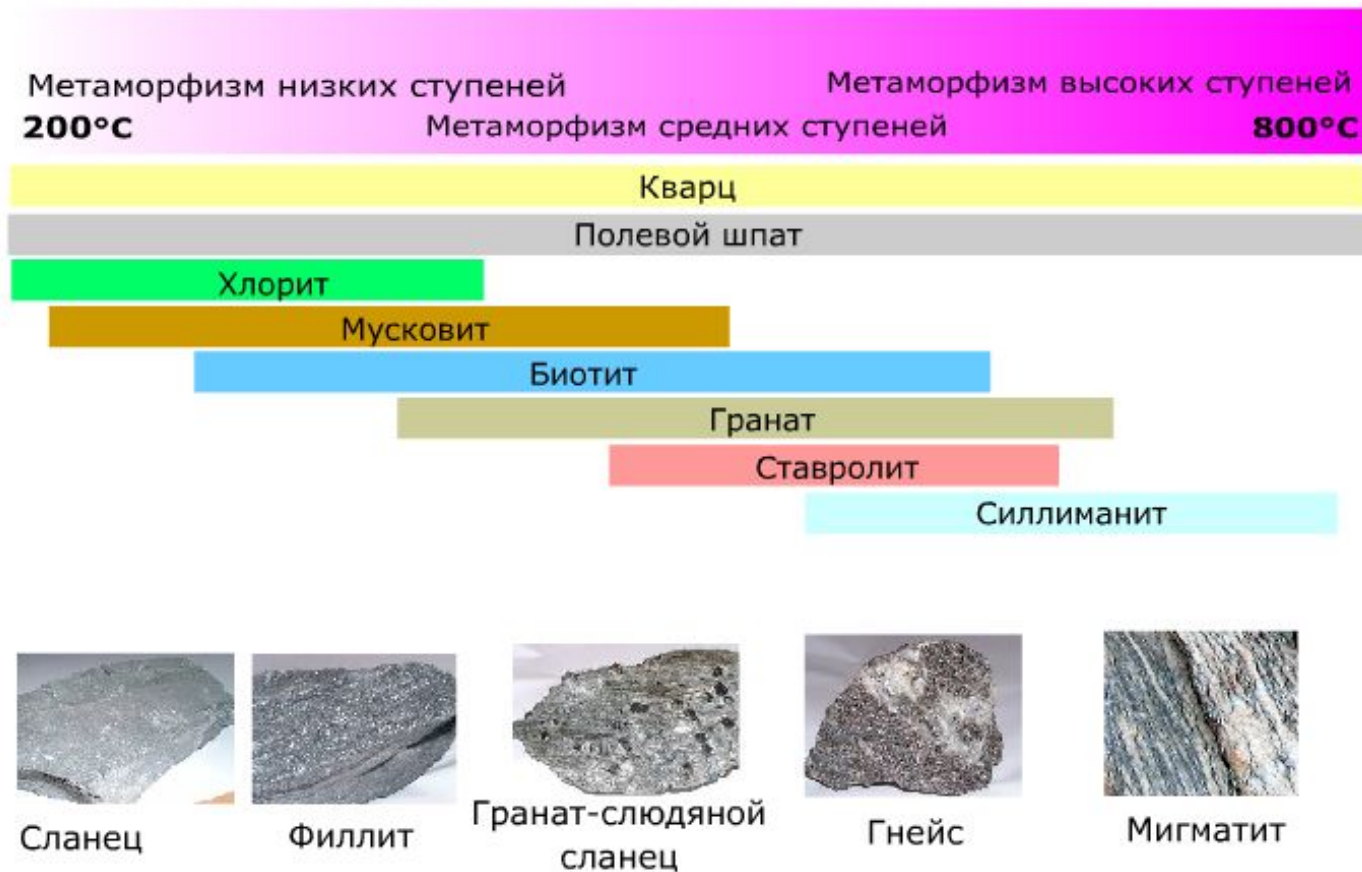 Метаморфизм низких ступеней
Метаморфизм высоких ступеней
200°C
Метаморфизм средних ступеней
800°C
Кварц
Полевой шпат
Хлорит
Мусковит
Биотит
Гранат
Ставролит
Силлиманит
Сланец
Филлит
Гранат-слюдяной
сланец
Гнейс
Мигматит